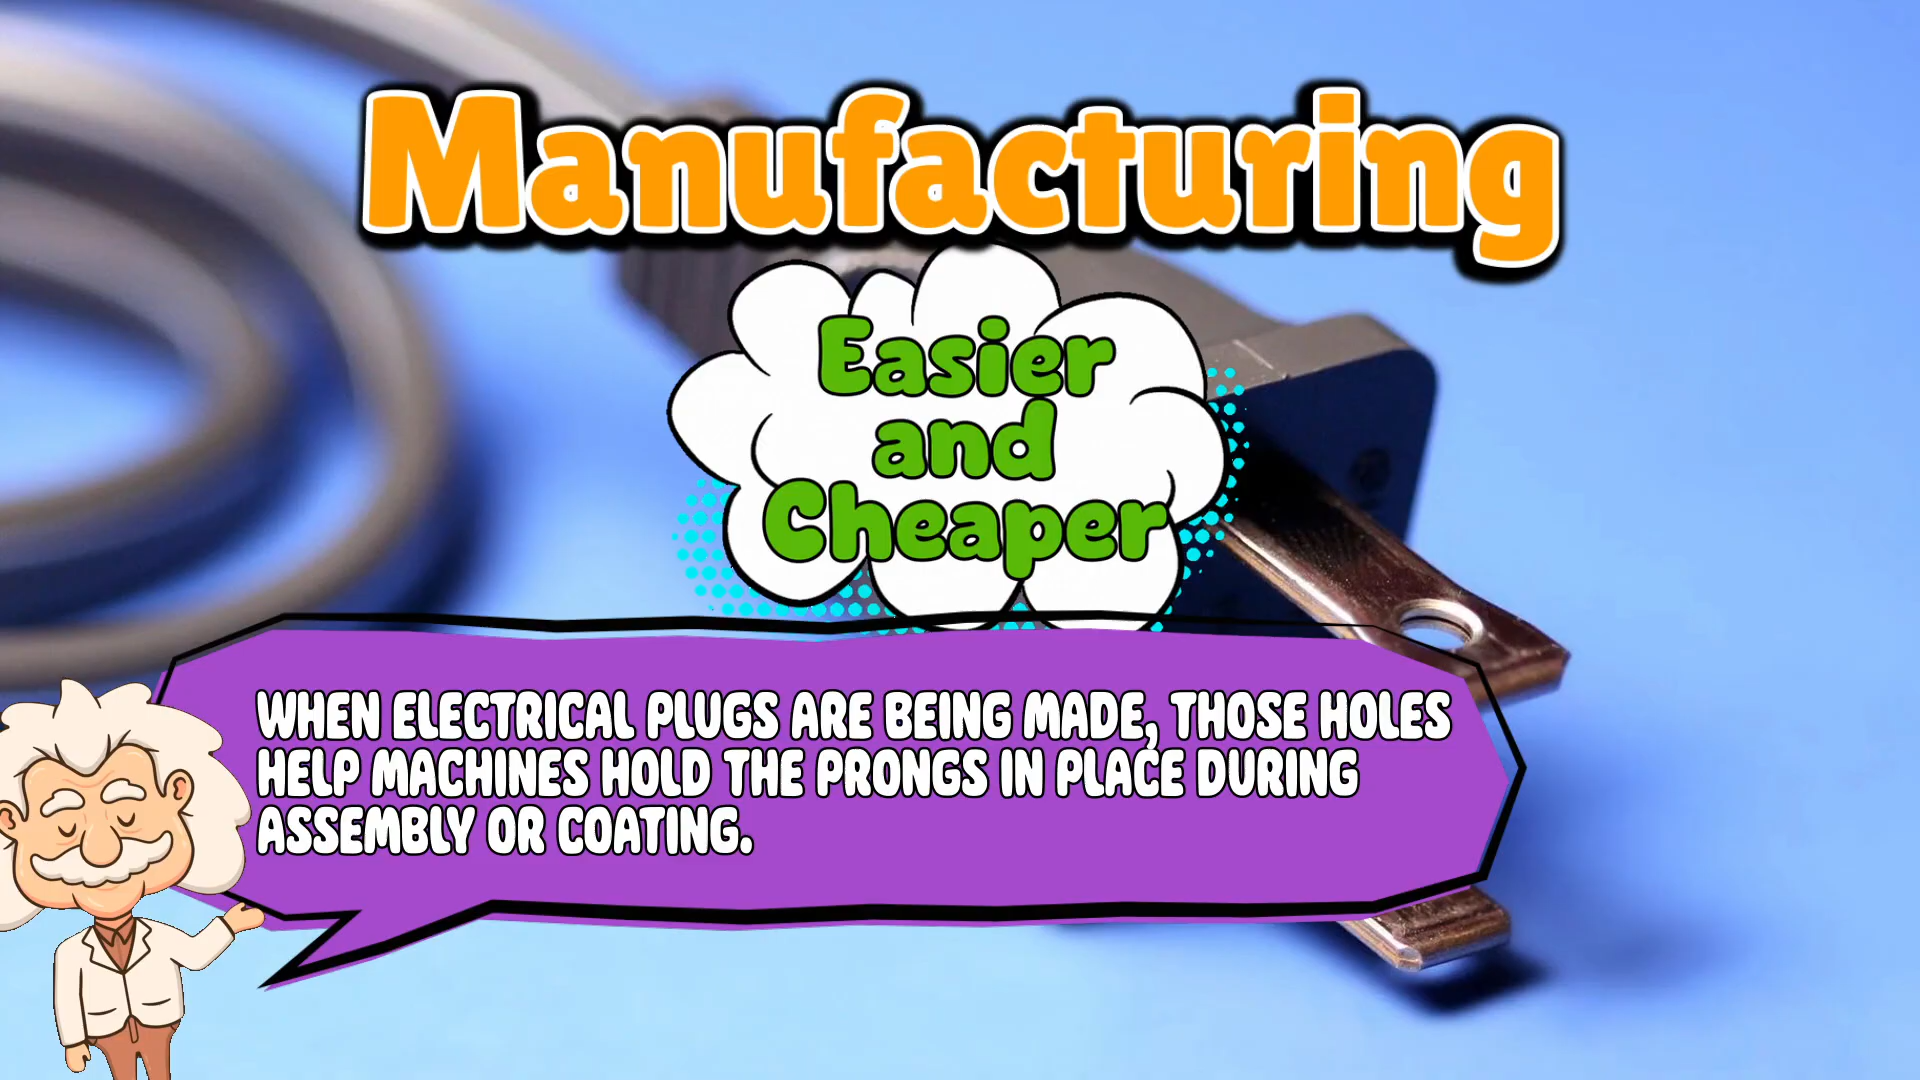 Manufacturing
Easier
and
Cheaper
WHEN ELECTRICAL PLUGS ARE BEING MADE, THOSE HOLES
HELP MACHINES HOLD THE PRONGS IN PLACE DURING
ASSEMBLY OR COATING.